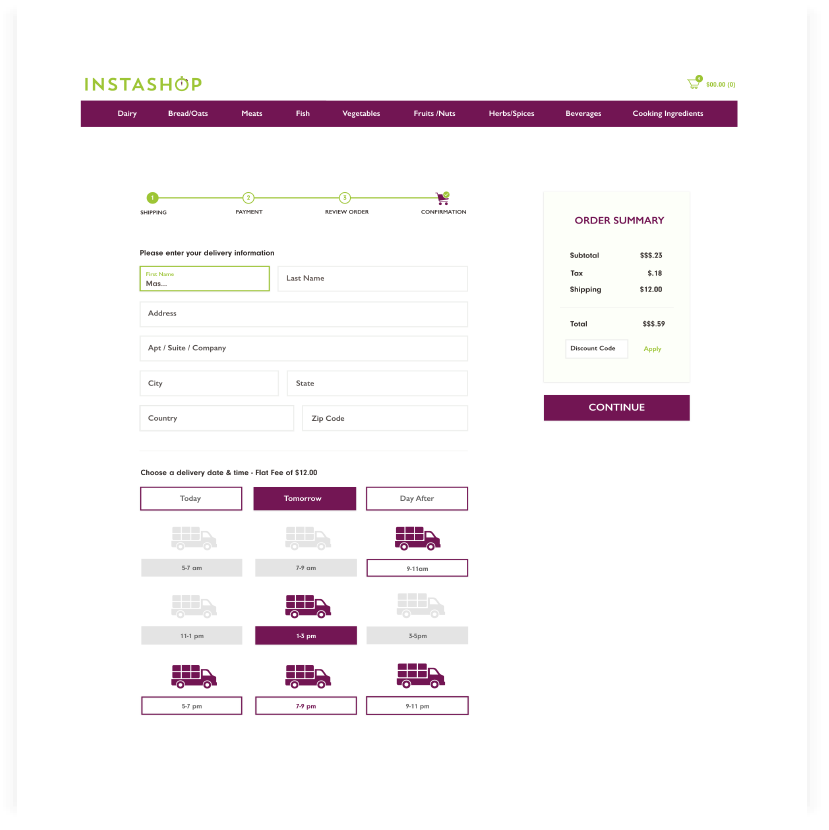 INSTASHOP
$00.00 (0)
Dairy Bread/Oats Meats Fish Vegetables Fruits /Nuts Herbs/Spices Beverages Cooking Ingredients
1 2 3
SHIPPING PAYMENT REVIEW ORDER CONFIRMATION
Please enter your delivery information
First Name
Mas...
Last Name
Address
Apt / Suite / Company
City State
Country Zip Code
ORDER SUMMARY
Subtotal $$$.23
Tax $.18
Shipping $12.00
Total $$$.59
Discount Code Apply
CONTINUE
Choose a delivery date & time - Flat Fee of $12.00
Today Tomorrow Day After
5-7 am 7-9 am 9-11am
11-1 pm 1-3 pm 3-5pm
5-7 pm 7-9 pm 9-11 pm